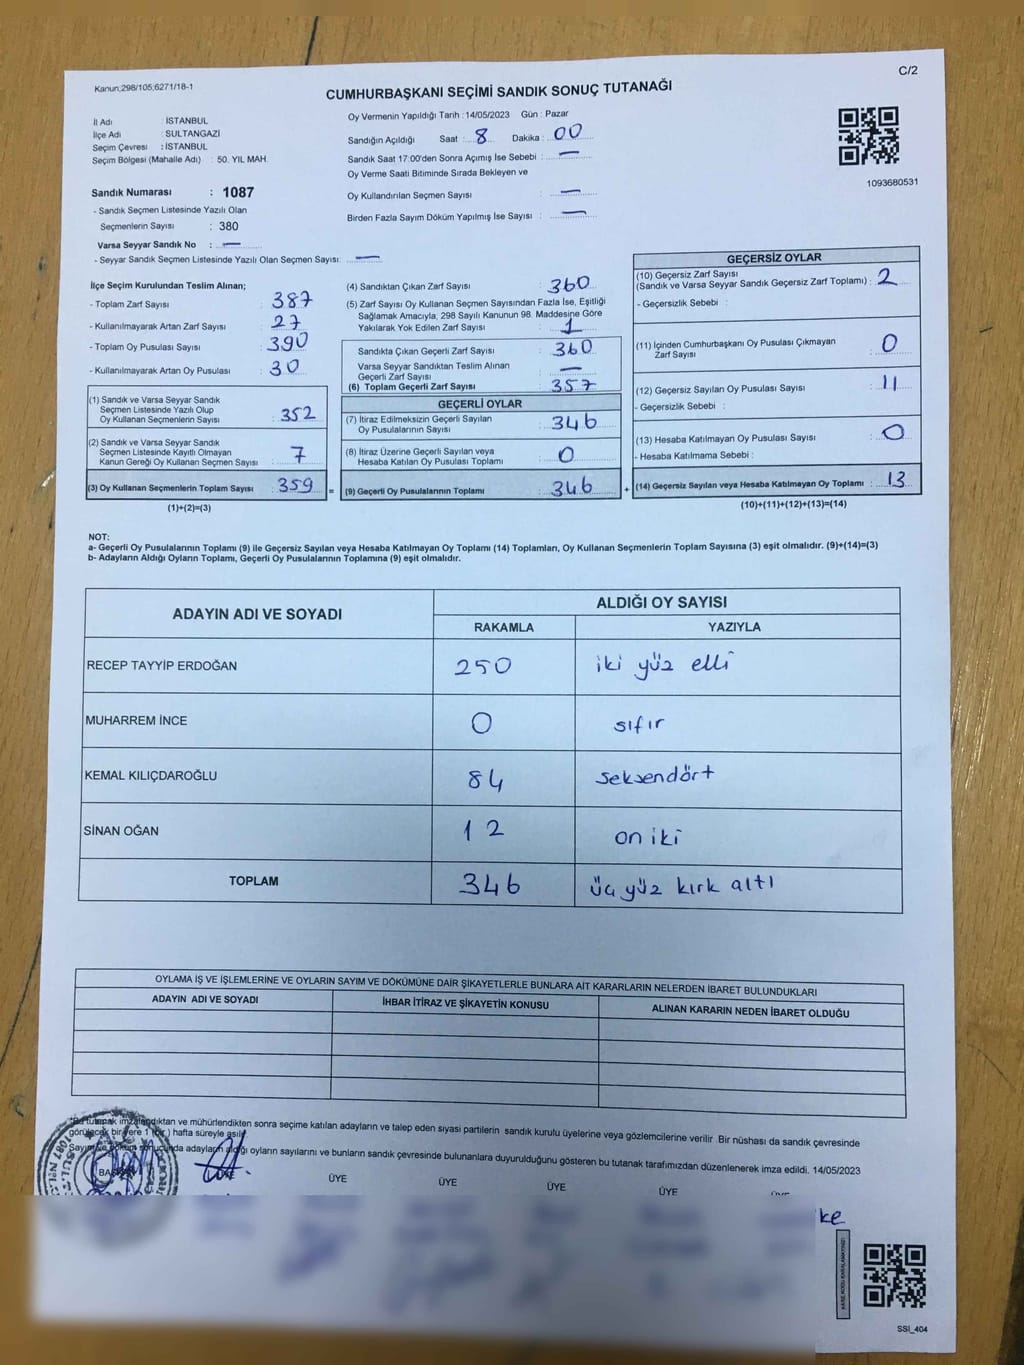 Kanun;298/105;6271/18-1
C/2
CUMHURBAŞKANI SEÇİMİ SANDIK SONUÇ TUTANAĞI
İl Adı : İSTANBUL
İlçe Adı : SULTANGAZİ
Seçim Çevresi : İSTANBUL
Seçim Bölgesi (Mahalle Adı) : 50. YIL MAH.
Sandık Numarası : 1087
- Sandık Seçmen Listesinde Yazılı Olan
Seçmenlerin Sayısı : 380
Varsa Seyyar Sandık No : —
- Seyyar Sandık Seçmen Listesinde Yazılı Olan Seçmen Sayısı: —
Oy Vermenin Yapıldığı Tarih : 14/05/2023 Gün : Pazar
Sandığın Açıldığı Saat : 8 Dakika : 00
Sandık Saat 17:00'den Sonra Açımış İse Sebebi : —
Oy Verme Saati Bitiminde Sırada Bekleyen ve
Oy Kullandırılan Seçmen Sayısı —
Birden Fazla Sayım Döküm Yapılmış İse Sayısı : —
1093680531
İlçe Seçim Kurulundan Teslim Alınan;
- Toplam Zarf Sayısı : 387
- Kullanılmayarak Artan Zarf Sayısı : 27
- Toplam Oy Pusulası Sayısı : 390
- Kullanılmayarak Artan Oy Pusulası : 30
(1) Sandık ve Varsa Seyyar Sandık
Seçmen Listesinde Yazılı Olup
Oy Kullanan Seçmenlerin Sayısı : 352
(2) Sandık ve Varsa Seyyar Sandık
Seçmen Listesinde Kayıtlı Olmayan
Kanun Gereği Oy Kullanan Seçmen Sayısı : 7
(3) Oy Kullanan Seçmenlerin Toplam Sayısı : 359
(1)+(2)=(3)
(4) Sandıktan Çıkan Zarf Sayısı : 360
(5) Zarf Sayısı Oy Kullanan Seçmen Sayısından Fazla İse, Eşitliği
Sağlamak Amacıyla, 298 Sayılı Kanunun 98. Maddesine Göre
Yakılarak Yok Edilen Zarf Sayısı : 1
Sandıkta Çıkan Geçerli Zarf Sayısı : 360
Varsa Seyyar Sandıktan Teslim Alınan
Geçerli Zarf Sayısı : —
(6) Toplam Geçerli Zarf Sayısı : 357
GEÇERLİ OYLAR
(7) İtiraz Edilmeksizin Geçerli Sayılan
Oy Pusulalarının Sayısı : 346
(8) İtiraz Üzerine Geçerli Sayılan veya
Hesaba Katılan Oy Pusulası Toplamı : 0
= (9) Geçerli Oy Pusulalarının Toplamı : 346
GEÇERSİZ OYLAR
(10) Geçersiz Zarf Sayısı
(Sandık ve Varsa Seyyar Sandık Geçersiz Zarf Toplamı) : 2
- Geçersizlik Sebebi :
(11) İçinden Cumhurbaşkanı Oy Pusulası Çıkmayan
Zarf Sayısı : 0
(12) Geçersiz Sayılan Oy Pusulası Sayısı : 11
- Geçersizlik Sebebi :
(13) Hesaba Katılmayan Oy Pusulası Sayısı : 0
- Hesaba Katılmama Sebebi :
+ (14) Geçersiz Sayılan veya Hesaba Katılmayan Oy Toplamı : 13
(10)+(11)+(12)+(13)=(14)
NOT:
a- Geçerli Oy Pusulalarının Toplamı (9) ile Geçersiz Sayılan veya Hesaba Katılmayan Oy Toplamı (14) Toplamları, Oy Kullanan Seçmenlerin Toplam Sayısına (3) eşit olmalıdır. (9)+(14)=(3)
b- Adayların Aldığı Oyların Toplamı, Geçerli Oy Pusulalarının Toplamına (9) eşit olmalıdır.
ADAYIN ADI VE SOYADI ALDIĞI OY SAYISI
RAKAMLA YAZIYLA
RECEP TAYYİP ERDOĞAN 250 iki yüz elli
MUHARREM İNCE 0 sıfır
KEMAL KILIÇDAROĞLU 84 seksendört
SİNAN OĞAN 12 on iki
TOPLAM 346 üç yüz kırk altı
OYLAMA İŞ VE İŞLEMLERİNE VE OYLARIN SAYIM VE DÖKÜMÜNE DAİR ŞİKAYETLERLE BUNLARA AİT KARARLARIN NELERDEN İBARET BULUNDUKLARI
ADAYIN ADI VE SOYADI İHBAR İTİRAZ VE ŞİKAYETİN KONUSU ALINAN KARARIN NEDEN İBARET OLDUĞU
*Bu tutanak imzalandıktan ve mühürlendikten sonra seçime katılan adayların ve talep eden siyasi partilerin sandık kurulu üyelerine veya gözlemcilerine verilir. Bir nüshası da sandık çevresinde
görülecek bir yere 1 (bir) hafta süreyle asılır.
Sayım ve döküm sonucunda adayların aldığı oyların sayılarını ve bunların sandık çevresinde bulunanlara duyurulduğunu gösteren bu tutanak tarafımızdan düzenlenerek imza edildi. 14/05/2023
BAŞKAN ÜYE ÜYE ÜYE ÜYE ÜYE
ke
SSI_404